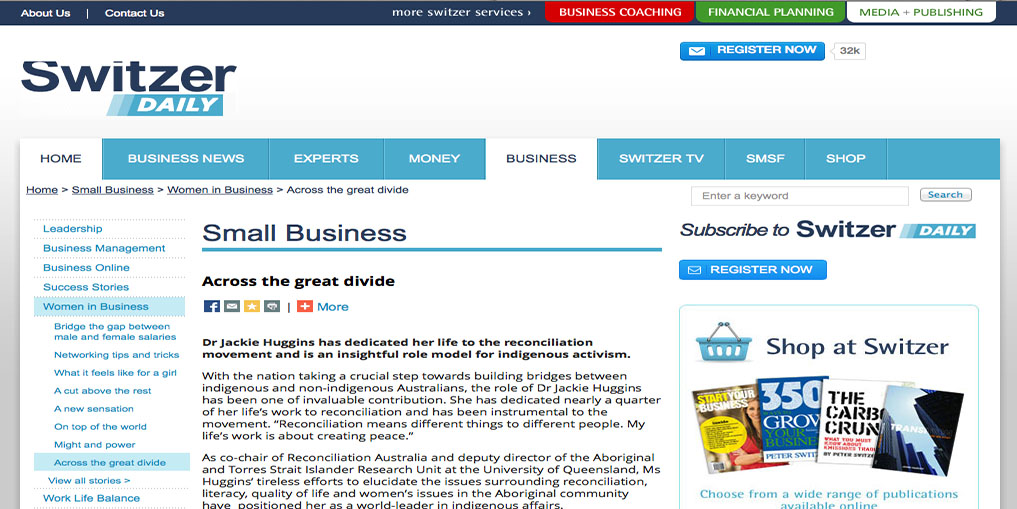 About Us | Contact Us
more switzer services ›
BUSINESS COACHING
FINANCIAL PLANNING
MEDIA + PUBLISHING
REGISTER NOW
32k
Switzer
DAILY
HOME
BUSINESS NEWS
EXPERTS
MONEY
BUSINESS
SWITZER TV
SMSF
SHOP
Home > Small Business > Women in Business > Across the great divide
Enter a keyword
Search
Leadership
Business Management
Business Online
Success Stories
Women in Business
Bridge the gap between
male and female salaries
Networking tips and tricks
What it feels like for a girl
A cut above the rest
A new sensation
On top of the world
Might and power
Across the great divide
View all stories >
Work Life Balance
Small Business
Across the great divide
| More
Dr Jackie Huggins has dedicated her life to the reconciliation
movement and is an insightful role model for indigenous activism.
With the nation taking a crucial step towards building bridges between
indigenous and non-indigenous Australians, the role of Dr Jackie Huggins
has been one of invaluable contribution. She has dedicated nearly a quarter
of her life's work to reconciliation and has been instrumental to the
movement. “Reconciliation means different things to different people. My
life's work is about creating peace.”
As co-chair of Reconciliation Australia and deputy director of the Aboriginal
and Torres Strait Islander Research Unit at the University of Queensland, Ms
Huggins' tireless efforts to elucidate the issues surrounding reconciliation,
literacy, quality of life and women's issues in the Aboriginal community
have positioned her as a world-leader in indigenous affairs.
Subscribe to Switzer DAILY
REGISTER NOW
Shop at Switzer
START YOUR
BUSINESS
350
GROW
YOUR
BUSINESS
PETER SWITZ
THE
CARBO
CRUN
WHAT YOU MUST
KNOW ABOUT
EMISSIONS TRADING
BY PETER SWITZ
TRANS
Choose from a wide range of publications
available online